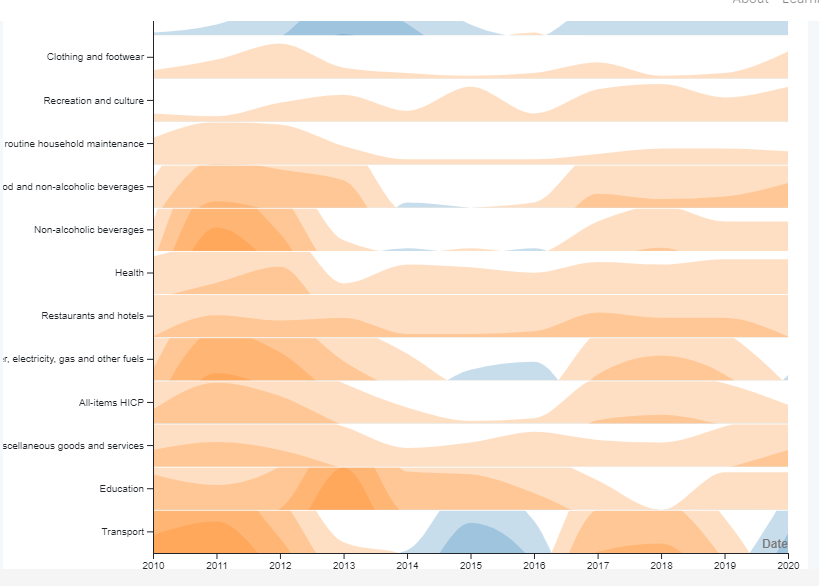 Clothing and footwear
Recreation and culture
routine household maintenance
od and non-alcoholic beverages
Non-alcoholic beverages
Health
Restaurants and hotels
r, electricity, gas and other fuels
All-items HICP
scellaneous goods and services
Education
Transport
Date
2010 2011 2012 2013 2014 2015 2016 2017 2018 2019 2020